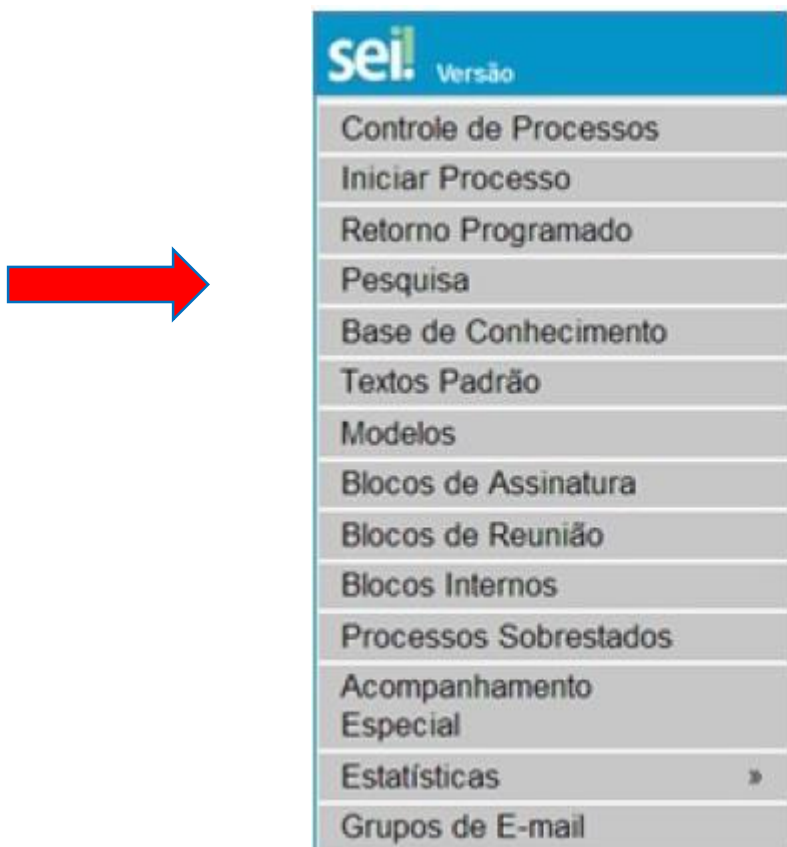 sei! Versão
Controle de Processos
Iniciar Processo
Retorno Programado
Pesquisa
Base de Conhecimento
Textos Padrão
Modelos
Blocos de Assinatura
Blocos de Reunião
Blocos Internos
Processos Sobrestados
Acompanhamento
Especial
Estatísticas »
Grupos de E-mail